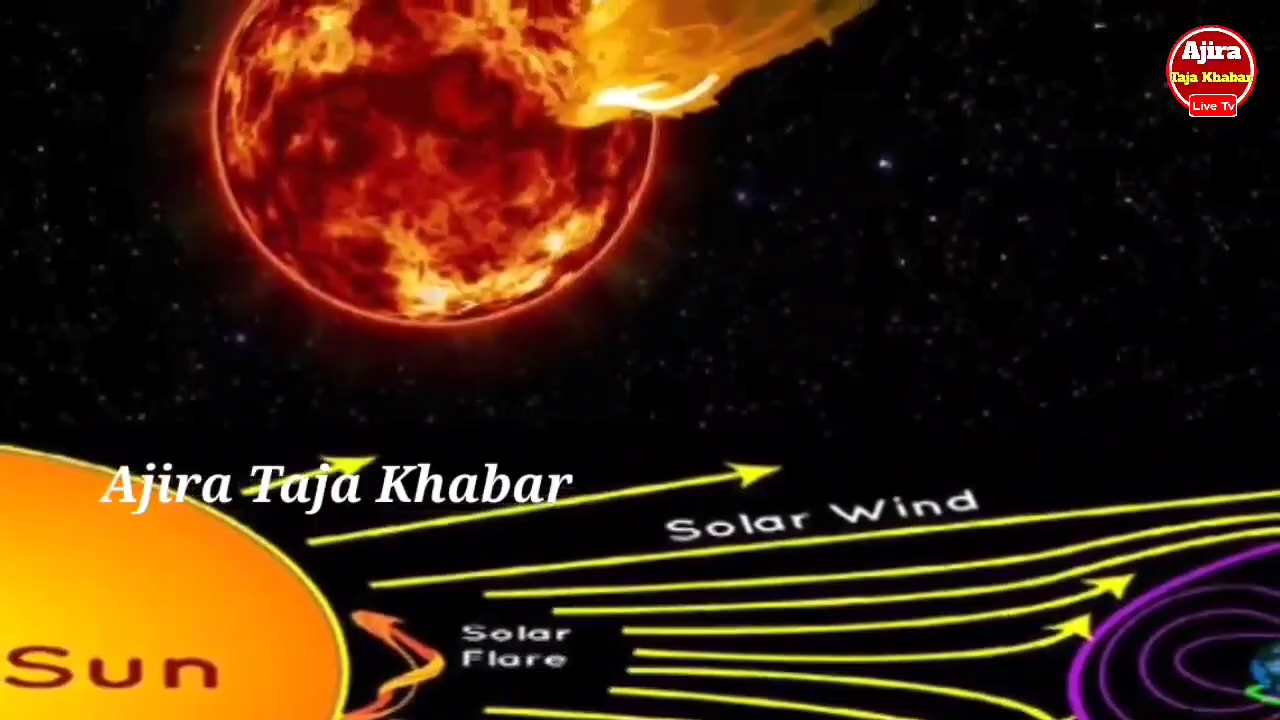 Ajira
Taja Khabar
Live Tv
Ajira Taja Khabar
Solar Wind
Solar
Flare
Sun